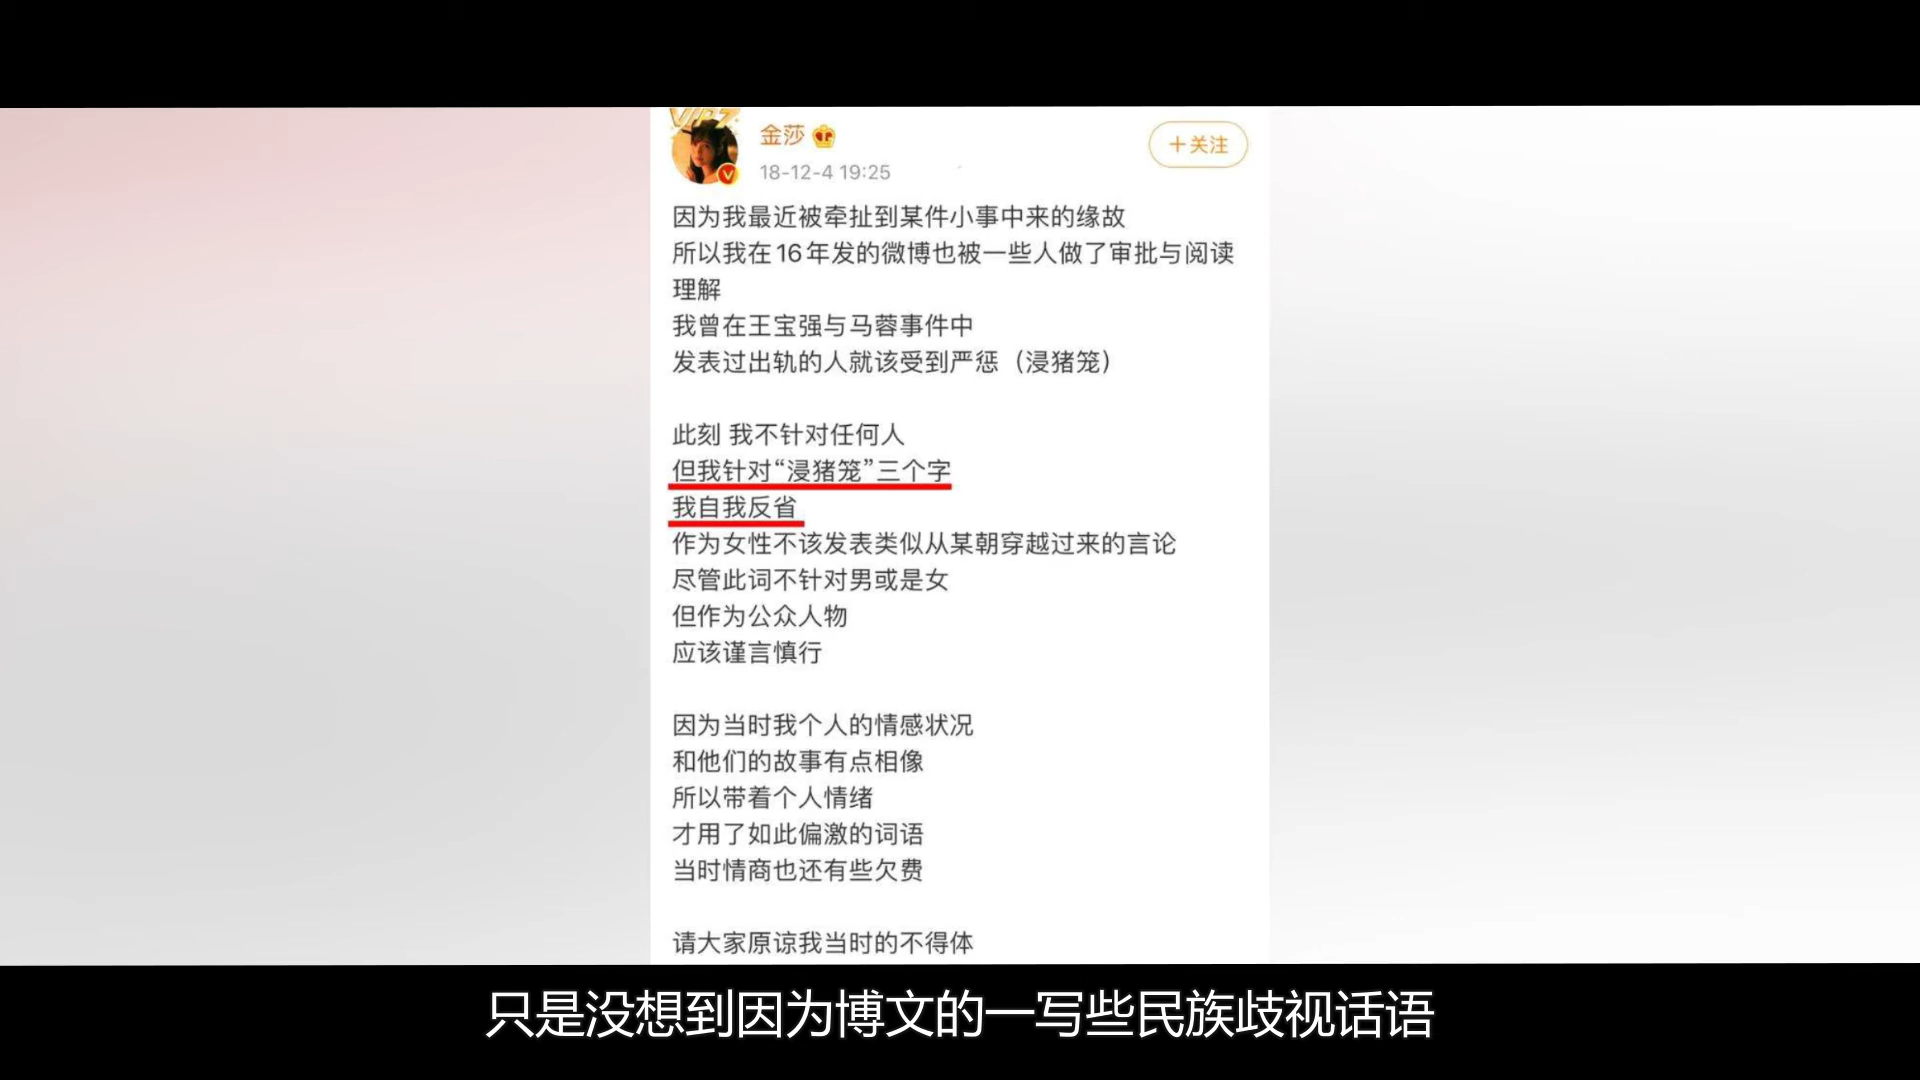 金莎
18-12-4 19:25
＋关注
因为我最近被牵扯到某件小事中来的缘故
所以我在16年发的微博也被一些人做了审批与阅读
理解
我曾在王宝强与马蓉事件中
发表过出轨的人就该受到严惩（浸猪笼）
此刻 我不针对任何人
但我针对“浸猪笼”三个字
我自我反省
作为女性不该发表类似从某朝穿越过来的言论
尽管此词不针对男或是女
但作为公众人物
应该谨言慎行
因为当时我个人的情感状况
和他们的故事有点相像
所以带着个人情绪
才用了如此偏激的词语
当时情商也还有些欠费
请大家原谅我当时的不得体
只是没想到因为博文的一写些民族歧视话语